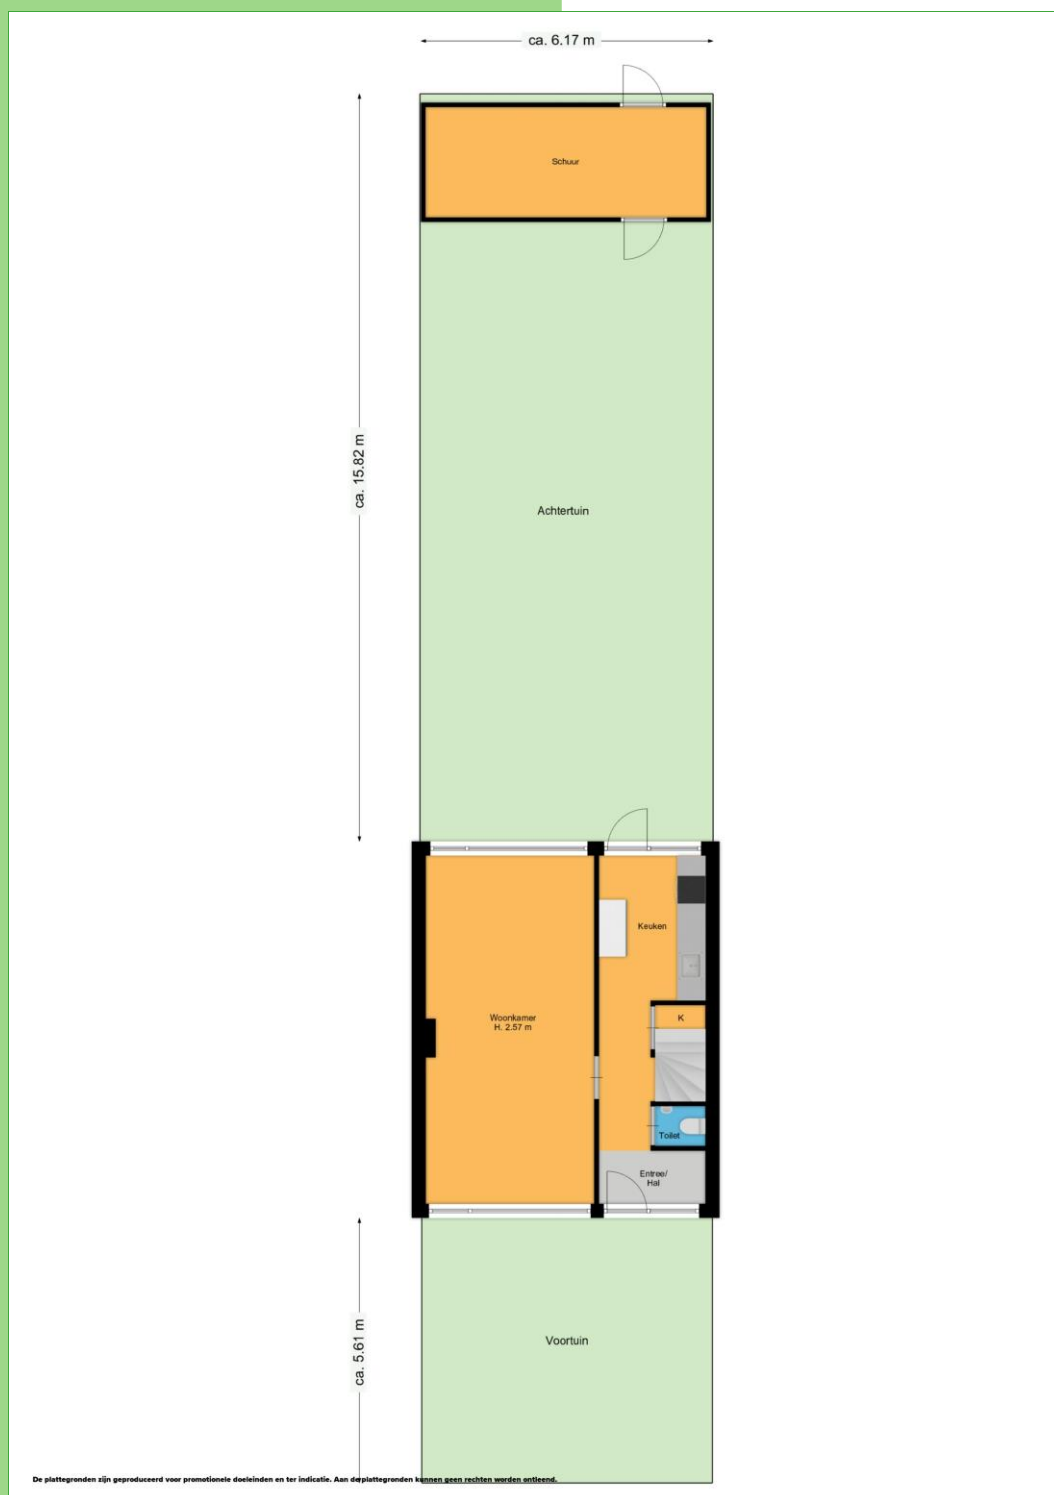 ca. 6.17 m
Schuur
ca. 15.82 m
Achtertuin
Keuken
Woonkamer
H. 2.57 m
K
Toilet
Entree/
Hal
Voortuin
ca. 5.61 m
De plattegronden zijn geproduceerd voor promotionele doeleinden en ter indicatie. Aan de plattegronden kunnen geen rechten worden ontleend.